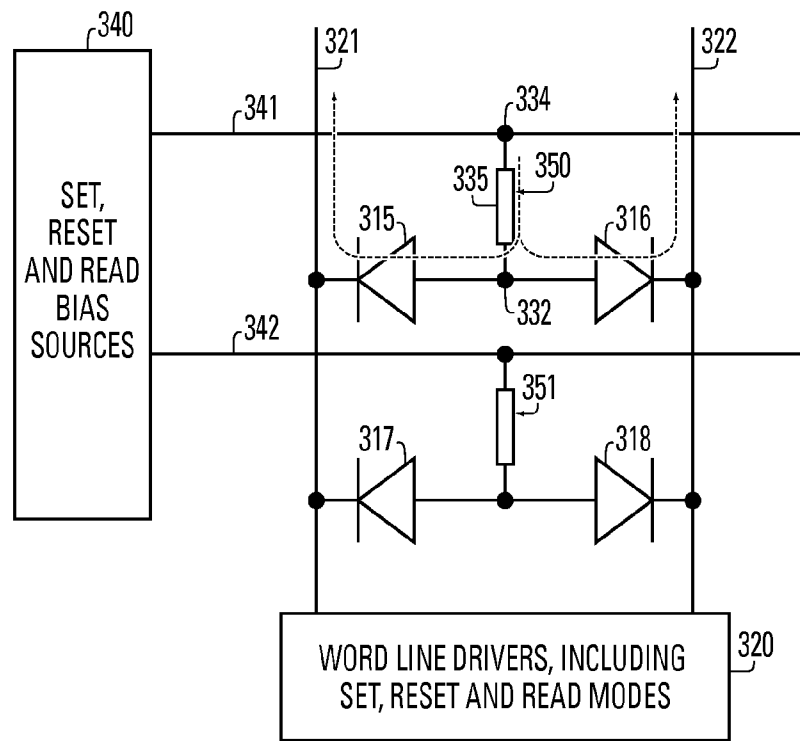 340
321
322
341
334
335
350
315
316
SET,
RESET
AND READ
BIAS
SOURCES
332
342
351
317
318
WORD LINE DRIVERS, INCLUDING
SET, RESET AND READ MODES
320